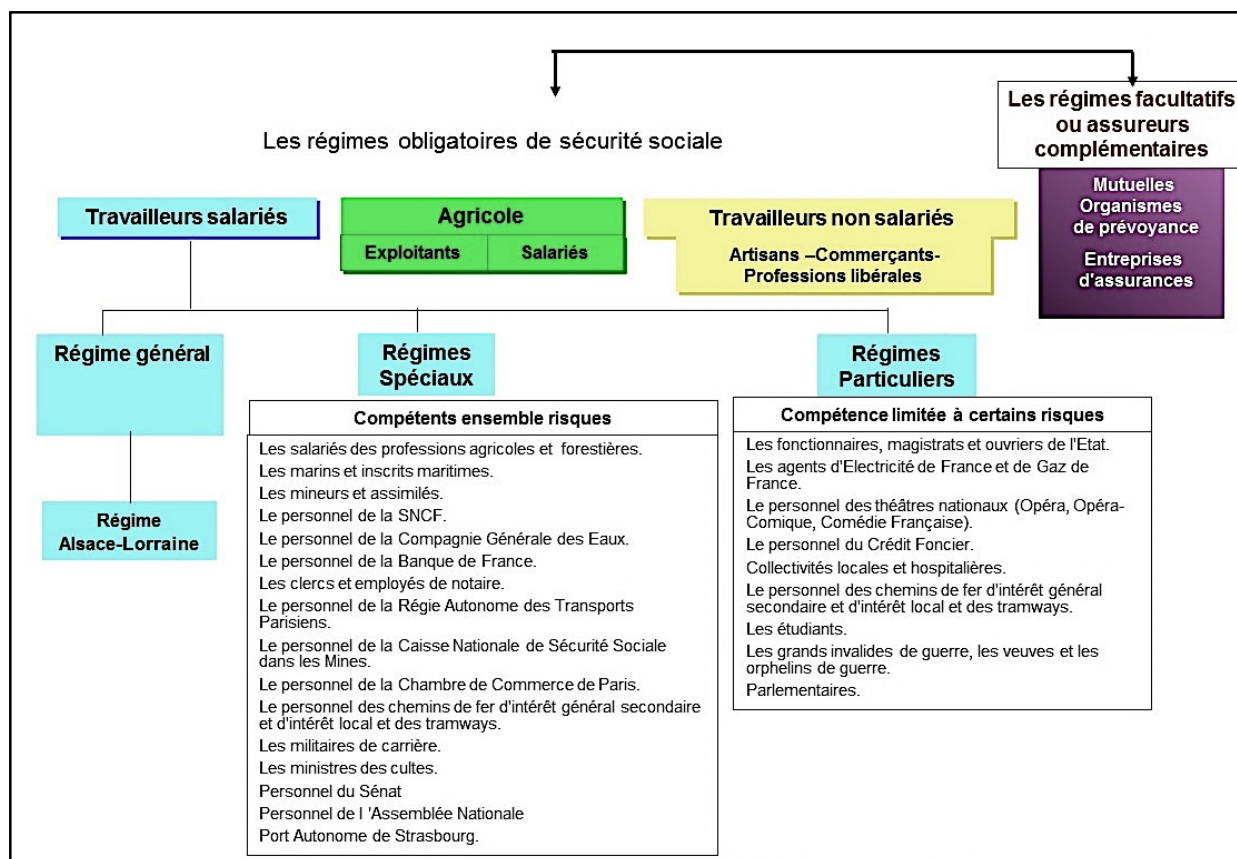 Les régimes obligatoires de sécurité sociale
Les régimes facultatifs
ou assureurs
complémentaires
Mutuelles
Organismes
de prévoyance
Entreprises
d'assurances
Travailleurs salariés
Agricole
Exploitants
Salariés
Travailleurs non salariés
Artisans –Commerçants-
Professions libérales
Régime général
Régime
Alsace-Lorraine
Régimes
Spéciaux
Compétents ensemble risques
Les salariés des professions agricoles et forestières.
Les marins et inscrits maritimes.
Les mineurs et assimilés.
Le personnel de la SNCF.
Le personnel de la Compagnie Générale des Eaux.
Le personnel de la Banque de France.
Les clercs et employés de notaire.
Le personnel de la Régie Autonome des Transports
Parisiens.
Le personnel de la Caisse Nationale de Sécurité Sociale
dans les Mines.
Le personnel de la Chambre de Commerce de Paris.
Le personnel des chemins de fer d'intérêt général secondaire
et d'intérêt local et des tramways.
Les militaires de carrière.
Les ministres des cultes.
Personnel du Sénat
Personnel de l 'Assemblée Nationale
Port Autonome de Strasbourg.
Régimes
Particuliers
Compétence limitée à certains risques
Les fonctionnaires, magistrats et ouvriers de l'Etat.
Les agents d'Electricité de France et de Gaz de
France.
Le personnel des théâtres nationaux (Opéra, Opéra-
Comique, Comédie Française).
Le personnel du Crédit Foncier.
Collectivités locales et hospitalières.
Le personnel des chemins de fer d'intérêt général
secondaire et d'intérêt local et des tramways.
Les étudiants.
Les grands invalides de guerre, les veuves et les
orphelins de guerre.
Parlementaires.